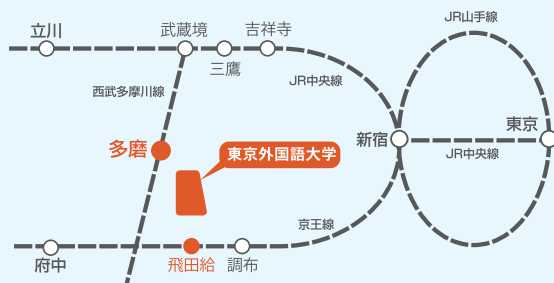 JR山手線
立川
武蔵境
吉祥寺
三鷹
JR中央線
西武多摩川線
東京
新宿
多磨
東京外国語大学
JR中央線
京王線
府中
飛田給
調布